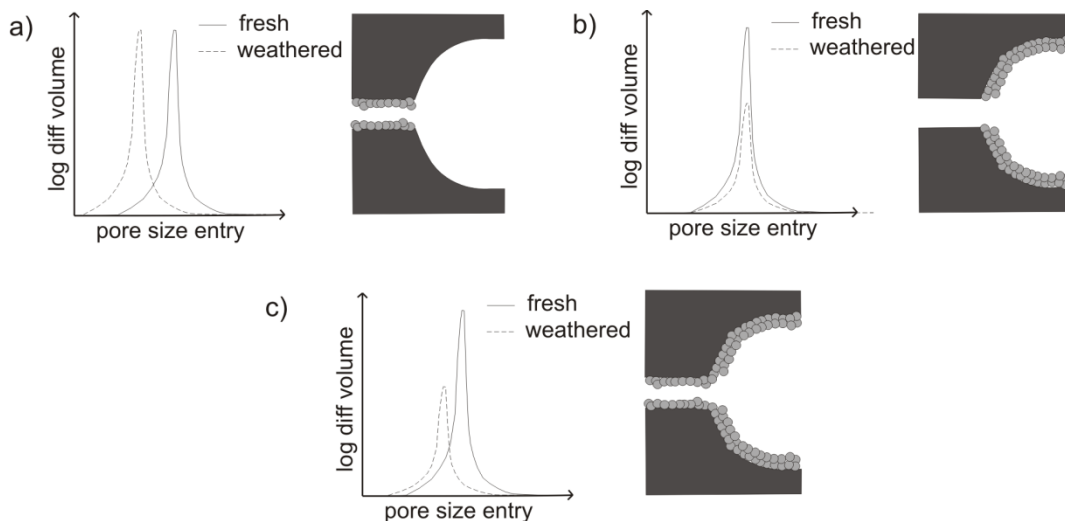 a)
fresh
weathered
log diff volume
pore size entry
b)
fresh
weathered
log diff volume
pore size entry
c)
fresh
weathered
log diff volume
pore size entry